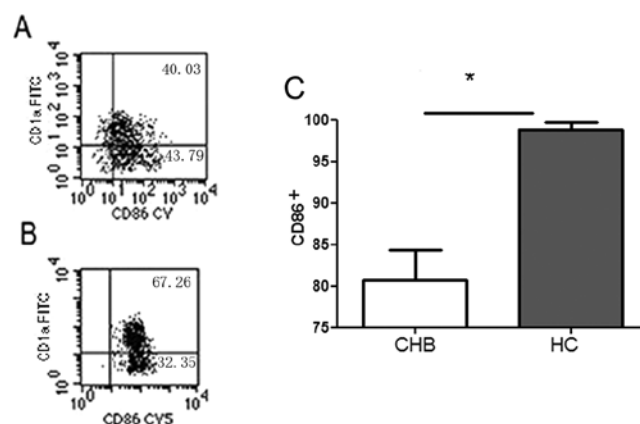 A
10⁴
10³
10²
10¹
10⁰
CD1a FITC
40.03
43.79
10⁰ 10¹ 10² 10³ 10⁴
CD86 CY
B
10⁴
10⁰
CD1a FITC
67.26
32.35
10⁰ 10⁴
CD86 CY5
C
*
100
95
90
85
80
75
CD86⁺
CHB HC